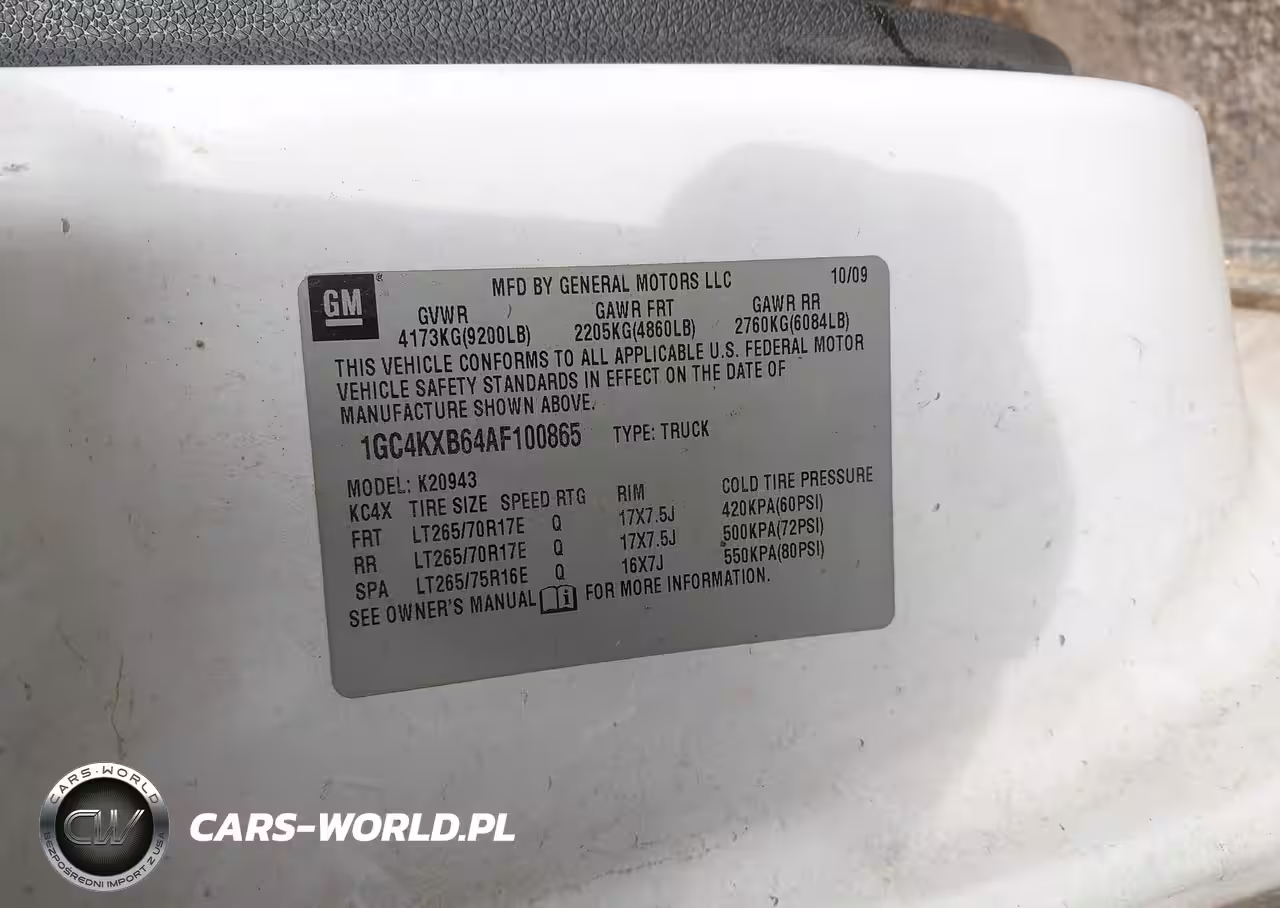 GM
®
MFD BY GENERAL MOTORS LLC 10/09
GVWR GAWR FRT GAWR RR
4173KG(9200LB) 2205KG(4860LB) 2760KG(6084LB)
THIS VEHICLE CONFORMS TO ALL APPLICABLE U.S. FEDERAL MOTOR
VEHICLE SAFETY STANDARDS IN EFFECT ON THE DATE OF
MANUFACTURE SHOWN ABOVE.
1GC4KXB64AF100865 TYPE: TRUCK
MODEL: K20943
KC4X TIRE SIZE SPEED RTG RIM COLD TIRE PRESSURE
FRT LT265/70R17E Q 17X7.5J 420KPA(60PSI)
RR LT265/70R17E Q 17X7.5J 500KPA(72PSI)
SPA LT265/75R16E Q 16X7J 550KPA(80PSI)
SEE OWNER'S MANUAL i FOR MORE INFORMATION.
CARS-WORLD
CW
BEZPOŚREDNI IMPORT Z USA
CARS-WORLD.PL